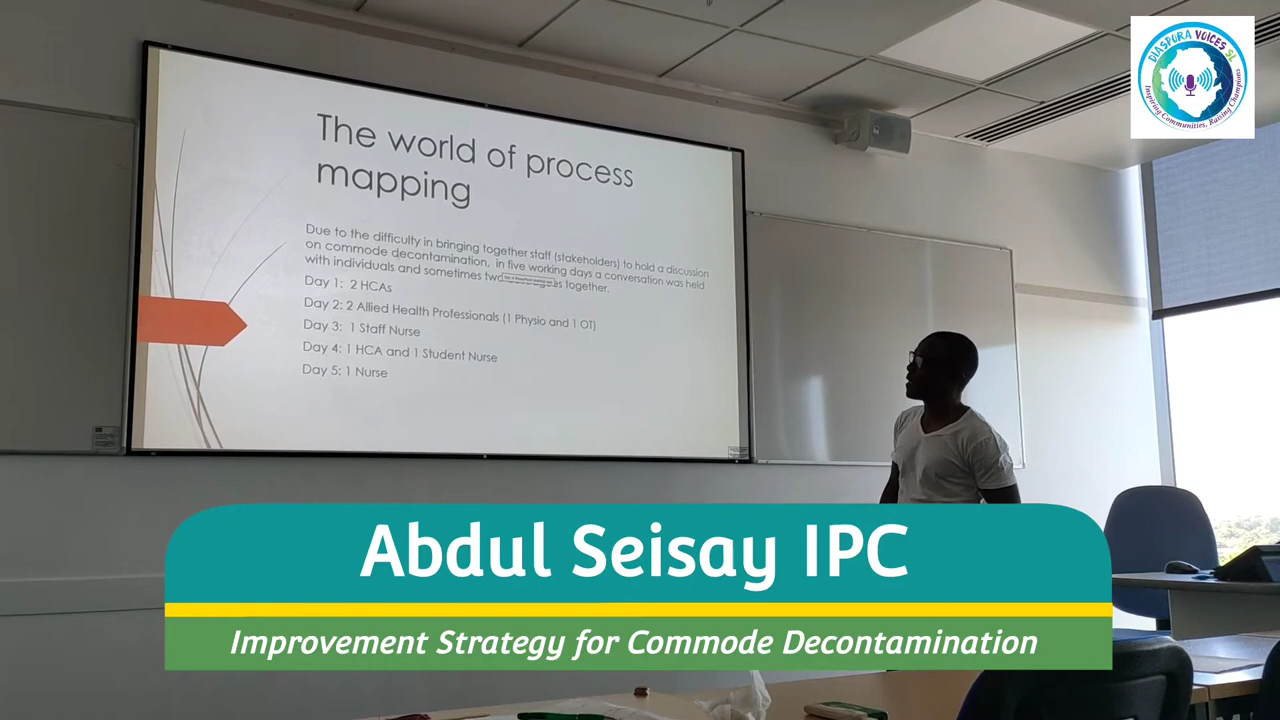 The world of process
mapping
Due to the difficulty in bringing together staff (stakeholders) to hold a discussion
on commode decontamination, in five working days a conversation was held
with individuals and sometimes two together.
Day 1: 2 HCAs
Day 2: 2 Allied Health Professionals (1 Physio and 1 OT)
Day 3: 1 Staff Nurse
Day 4: 1 HCA and 1 Student Nurse
Day 5: 1 Nurse
DIASPORA VOICES SL
Inspiring Communities, Raising Champions
Abdul Seisay IPC
Improvement Strategy for Commode Decontamination